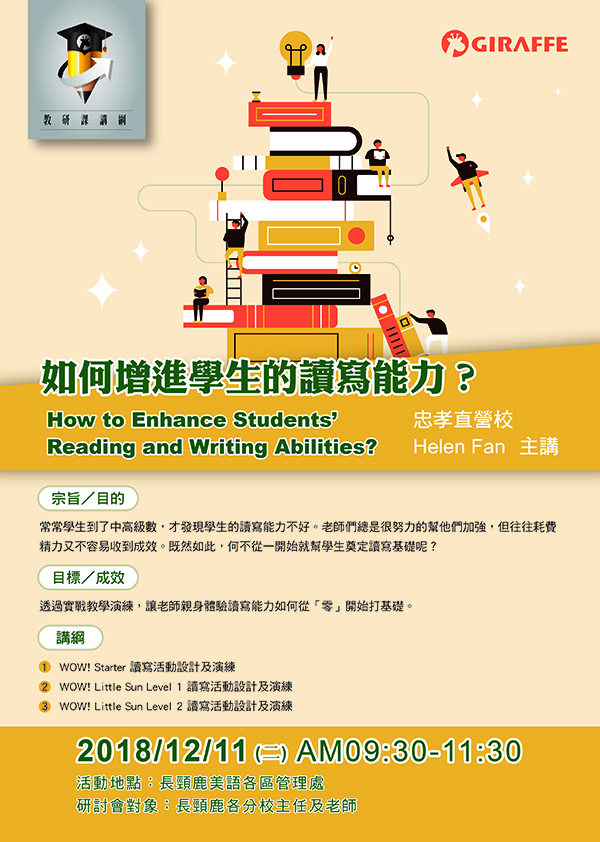 教研課講綱
GIRAFFE
如何增進學生的讀寫能力？
How to Enhance Students’
Reading and Writing Abilities?
忠孝直營校
Helen Fan 主講
宗旨／目的
常常學生到了中高級數，才發現學生的讀寫能力不好。老師們總是很努力的幫他們加強，但往往耗費
精力又不容易收到成效。既然如此，何不從一開始就幫學生奠定讀寫基礎呢？
目標／成效
透過實戰教學演練，讓老師親身體驗讀寫能力如何從「零」開始打基礎。
講綱
1 WOW! Starter 讀寫活動設計及演練
2 WOW! Little Sun Level 1 讀寫活動設計及演練
3 WOW! Little Sun Level 2 讀寫活動設計及演練
2018/12/11 (二) AM09:30-11:30
活動地點：長頸鹿美語各區管理處
研討會對象：長頸鹿各分校主任及老師